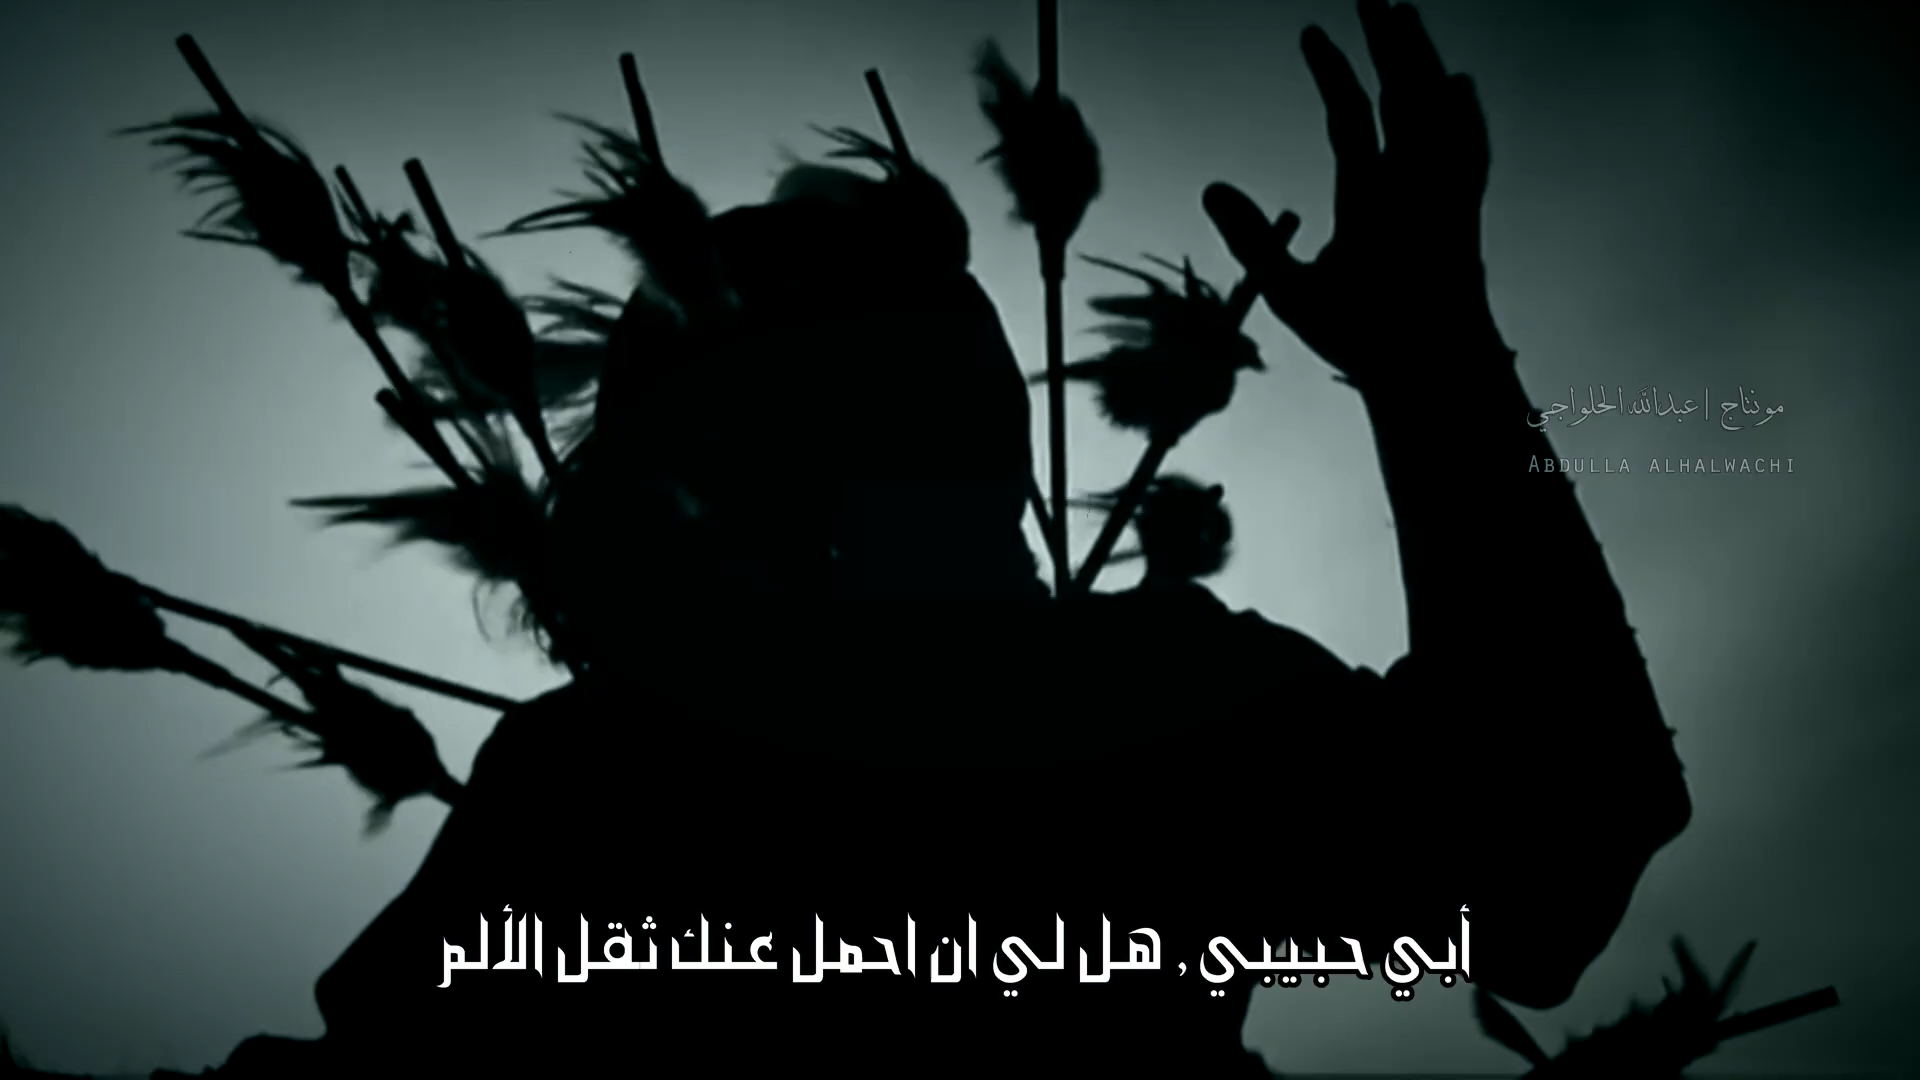 مونتاج | عبدالله الحلواجي
ABDULLA ALHALWACHI
أبي حبيبي , هل لي ان احمل عنك ثقل الألم